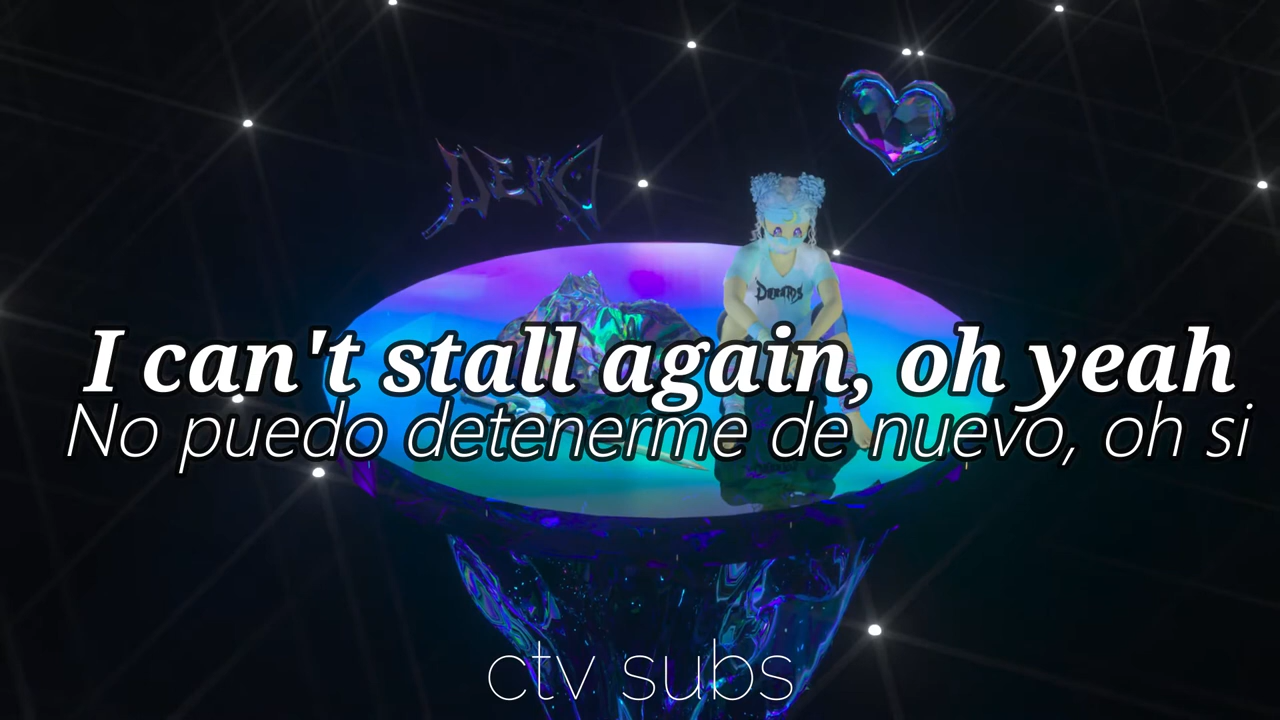 I can't stall again, oh yeah
No puedo detenerme de nuevo, oh si
ctv subs